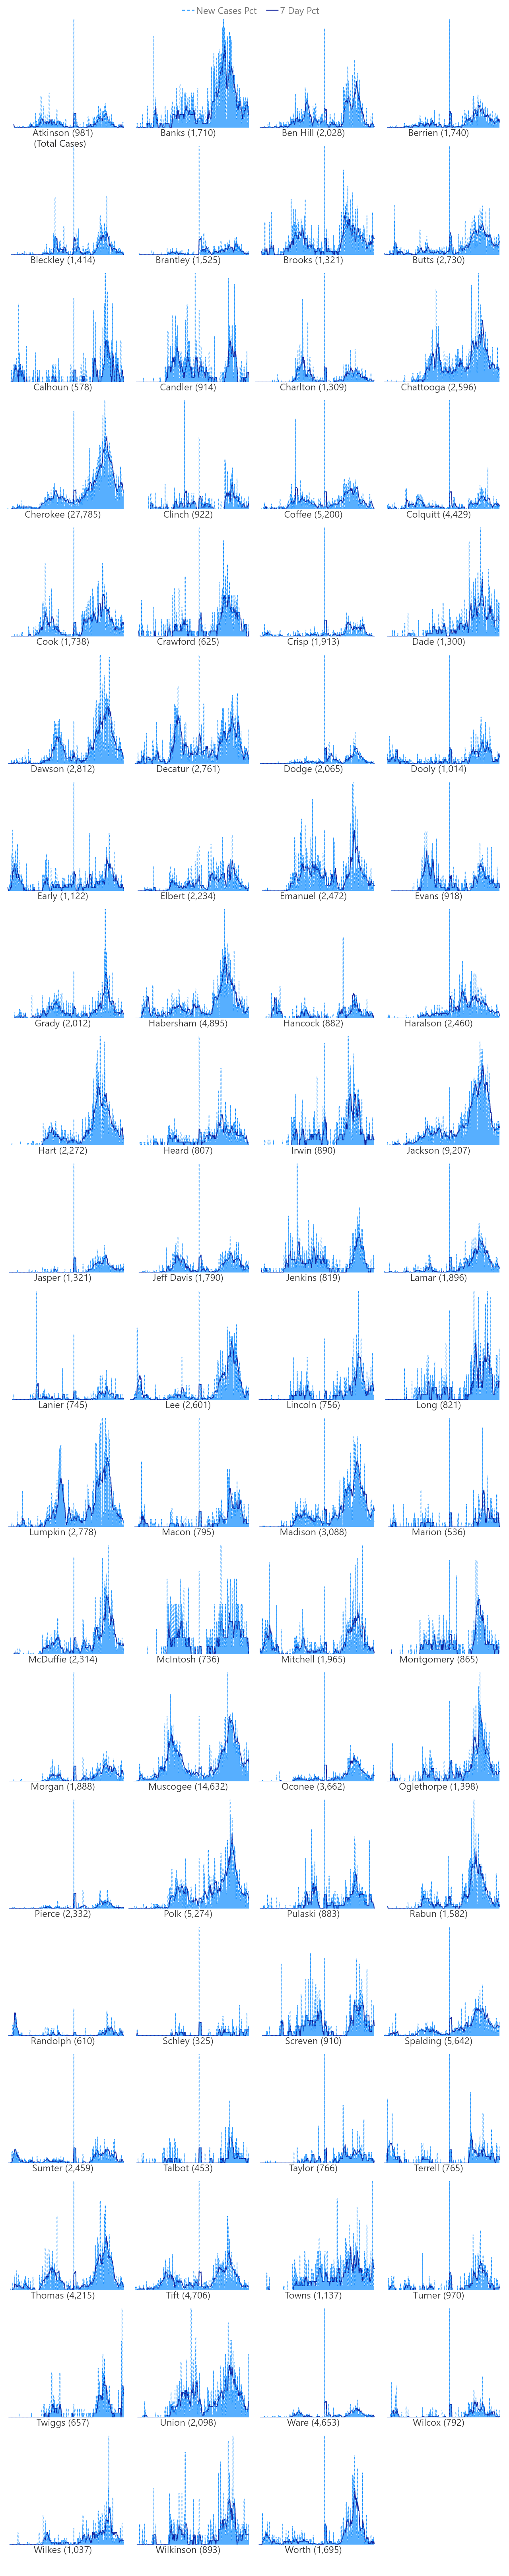 New Cases Pct 7 Day Pct
Atkinson (981) Banks (1,710) Ben Hill (2,028) Berrien (1,740)
(Total Cases)
Bleckley (1,414) Brantley (1,525) Brooks (1,321) Butts (2,730)
Calhoun (578) Candler (914) Charlton (1,309) Chattooga (2,596)
Cherokee (27,785) Clinch (922) Coffee (5,200) Colquitt (4,429)
Cook (1,738) Crawford (625) Crisp (1,913) Dade (1,300)
Dawson (2,812) Decatur (2,761) Dodge (2,065) Dooly (1,014)
Early (1,122) Elbert (2,234) Emanuel (2,472) Evans (918)
Grady (2,012) Habersham (4,895) Hancock (882) Haralson (2,460)
Hart (2,272) Heard (807) Irwin (890) Jackson (9,207)
Jasper (1,321) Jeff Davis (1,790) Jenkins (819) Lamar (1,896)
Lanier (745) Lee (2,601) Lincoln (756) Long (821)
Lumpkin (2,778) Macon (795) Madison (3,088) Marion (536)
McDuffie (2,314) McIntosh (736) Mitchell (1,965) Montgomery (865)
Morgan (1,888) Muscogee (14,632) Oconee (3,662) Oglethorpe (1,398)
Pierce (2,332) Polk (5,274) Pulaski (883) Rabun (1,582)
Randolph (610) Schley (325) Screven (910) Spalding (5,642)
Sumter (2,459) Talbot (453) Taylor (766) Terrell (765)
Thomas (4,215) Tift (4,706) Towns (1,137) Turner (970)
Twiggs (657) Union (2,098) Ware (4,653) Wilcox (792)
Wilkes (1,037) Wilkinson (893) Worth (1,695)